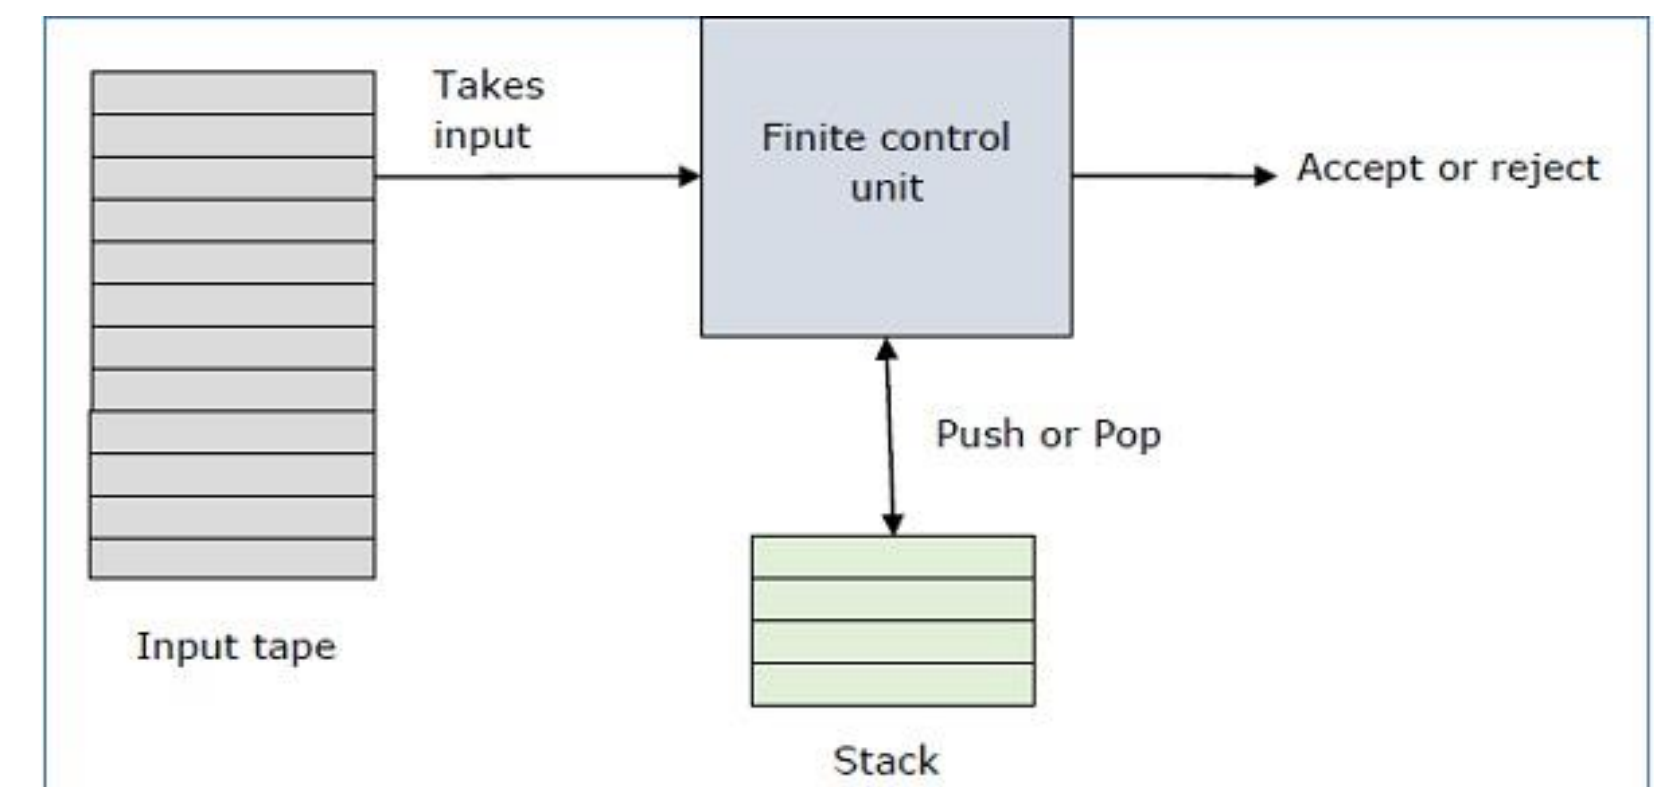 Takes
input
Finite control
unit
Accept or reject
Push or Pop
Input tape
Stack